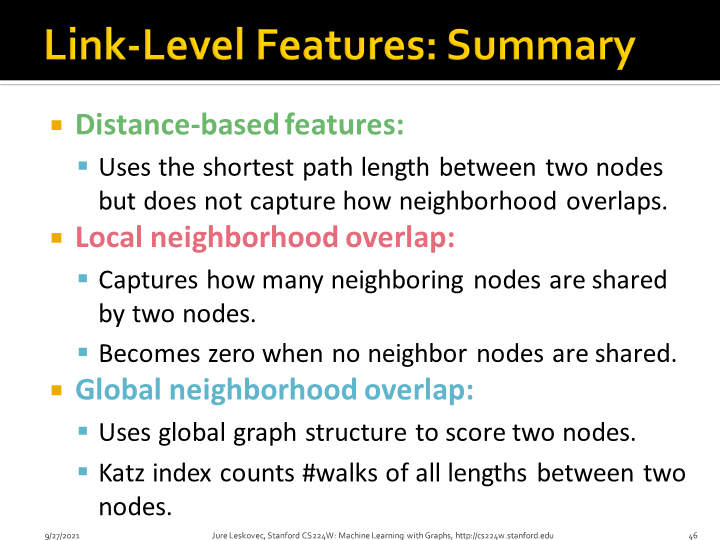 Link-Level Features: Summary
Distance-based features:
Uses the shortest path length between two nodes
but does not capture how neighborhood overlaps.
Local neighborhood overlap:
Captures how many neighboring nodes are shared
by two nodes.
Becomes zero when no neighbor nodes are shared.
Global neighborhood overlap:
Uses global graph structure to score two nodes.
Katz index counts #walks of all lengths between two
nodes.
9/27/2021 Jure Leskovec, Stanford CS224W: Machine Learning with Graphs, http://cs224w.stanford.edu 46